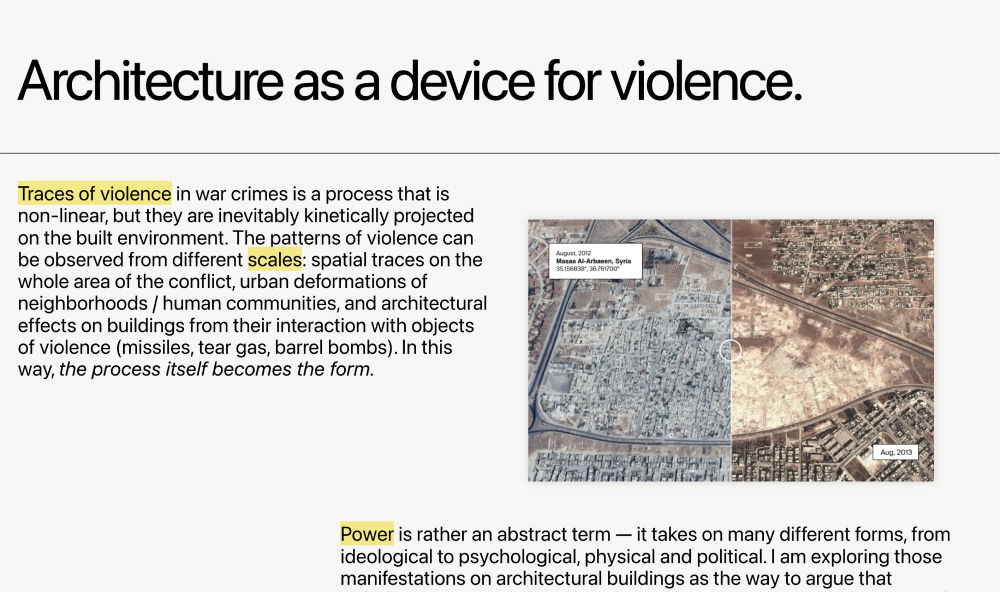 Architecture as a device for violence.
Traces of violence in war crimes is a process that is
non-linear, but they are inevitably kinetically projected
on the built environment. The patterns of violence can
be observed from different scales: spatial traces on the
whole area of the conflict, urban deformations of
neighborhoods / human communities, and architectural
effects on buildings from their interaction with objects
of violence (missiles, tear gas, barrel bombs). In this
way, the process itself becomes the form.
August, 2012
Masaa Al-Arbaeen, Syria
35.156838°, 36.761700°
Aug, 2013
Power is rather an abstract term — it takes on many different forms, from
ideological to psychological, physical and political. I am exploring those
manifestations on architectural buildings as the way to argue that